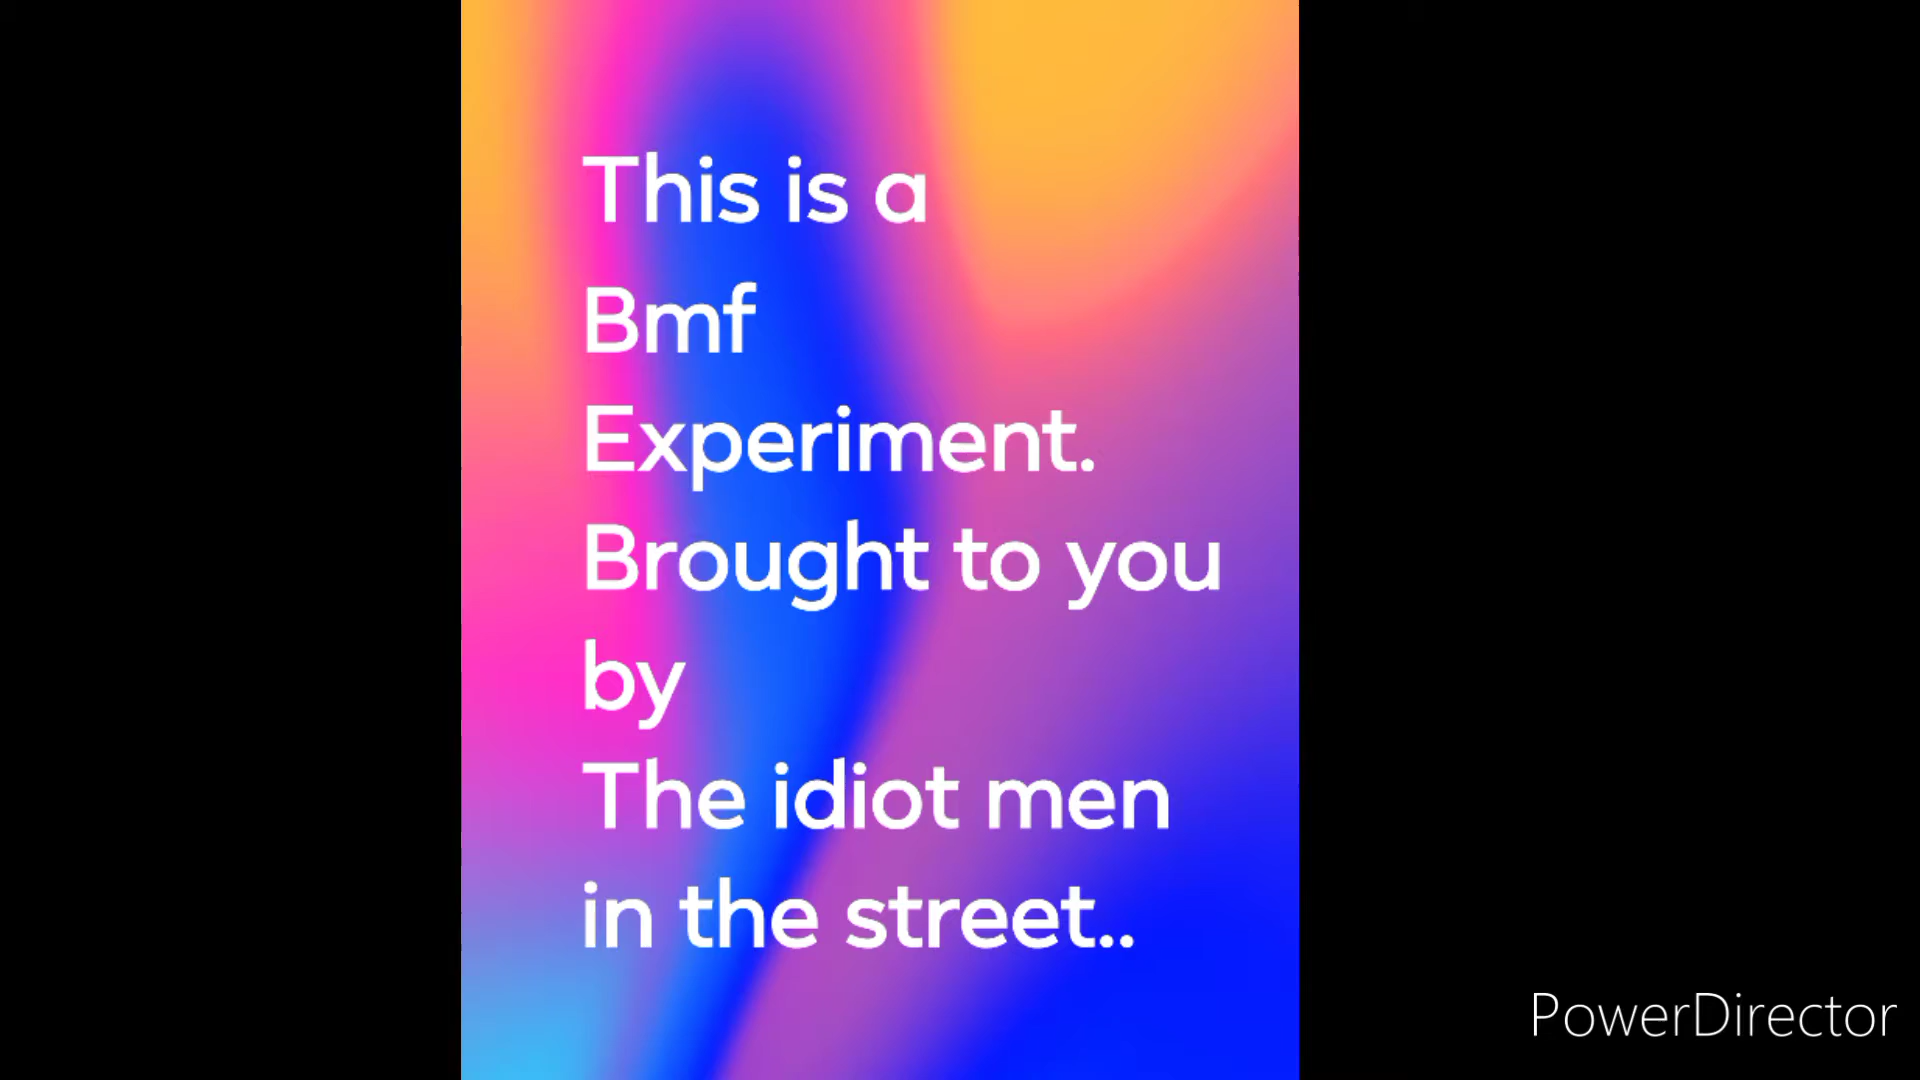 This is a
Bmf
Experiment.
Brought to you
by
The idiot men
in the street..
PowerDirector